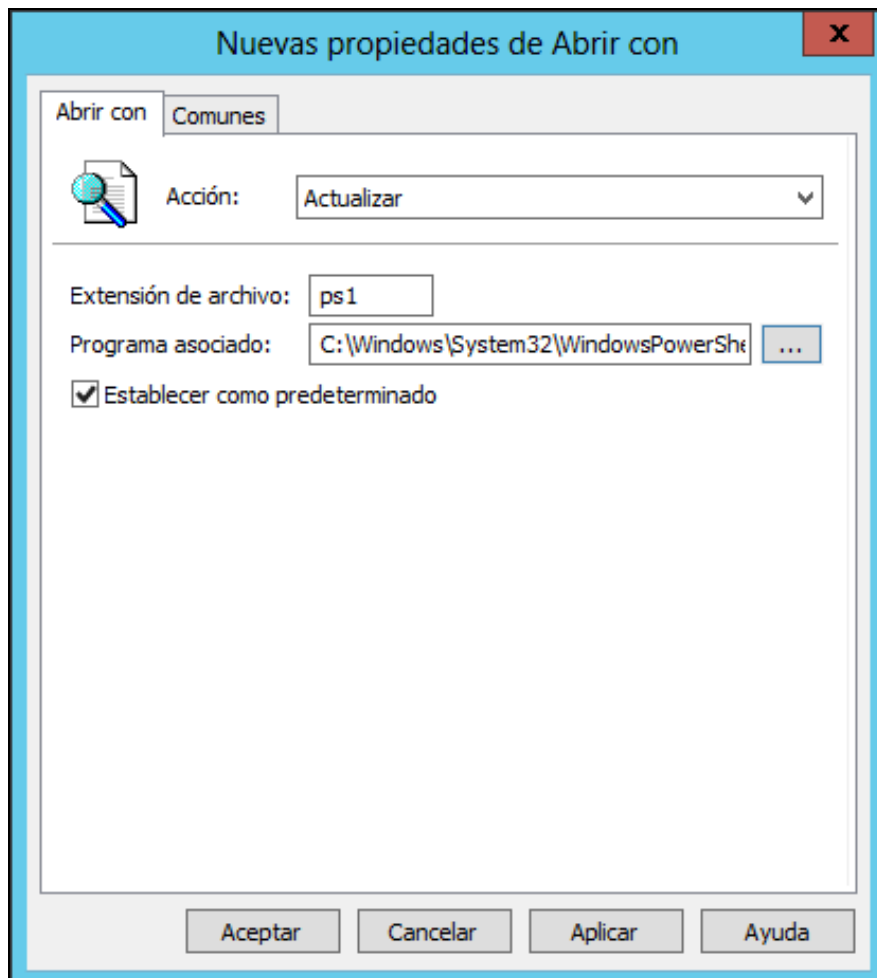 Nuevas propiedades de Abrir con
x
Abrir con Comunes
Acción: Actualizar
Extensión de archivo: ps1
Programa asociado: C:\Windows\System32\WindowsPowerShe ...
Establecer como predeterminado
Aceptar Cancelar Aplicar Ayuda